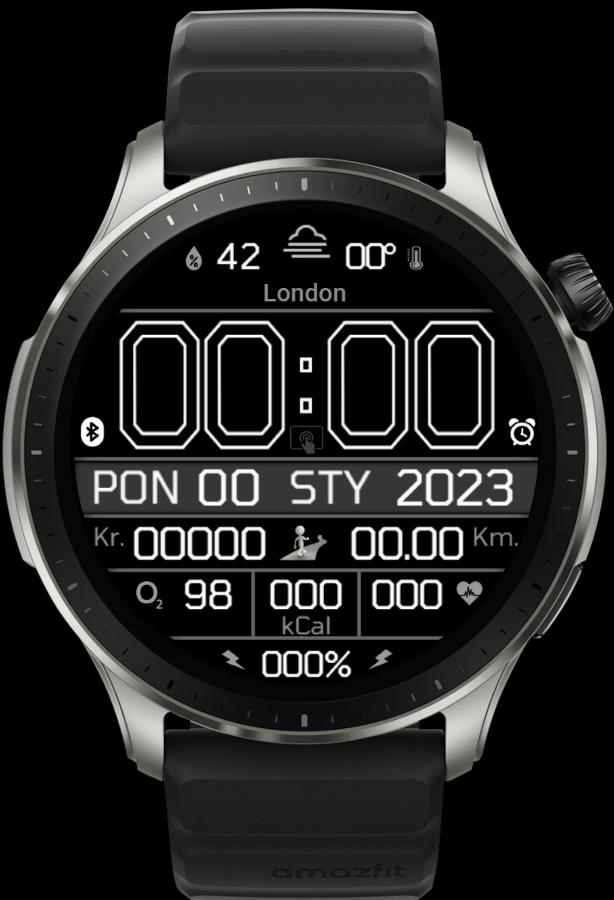 % 42 00°
London
00:00
PON 00 STY 2023
Kr. 00000 00.00 Km.
O₂ 98 000 000
kCal
000%
amazfit